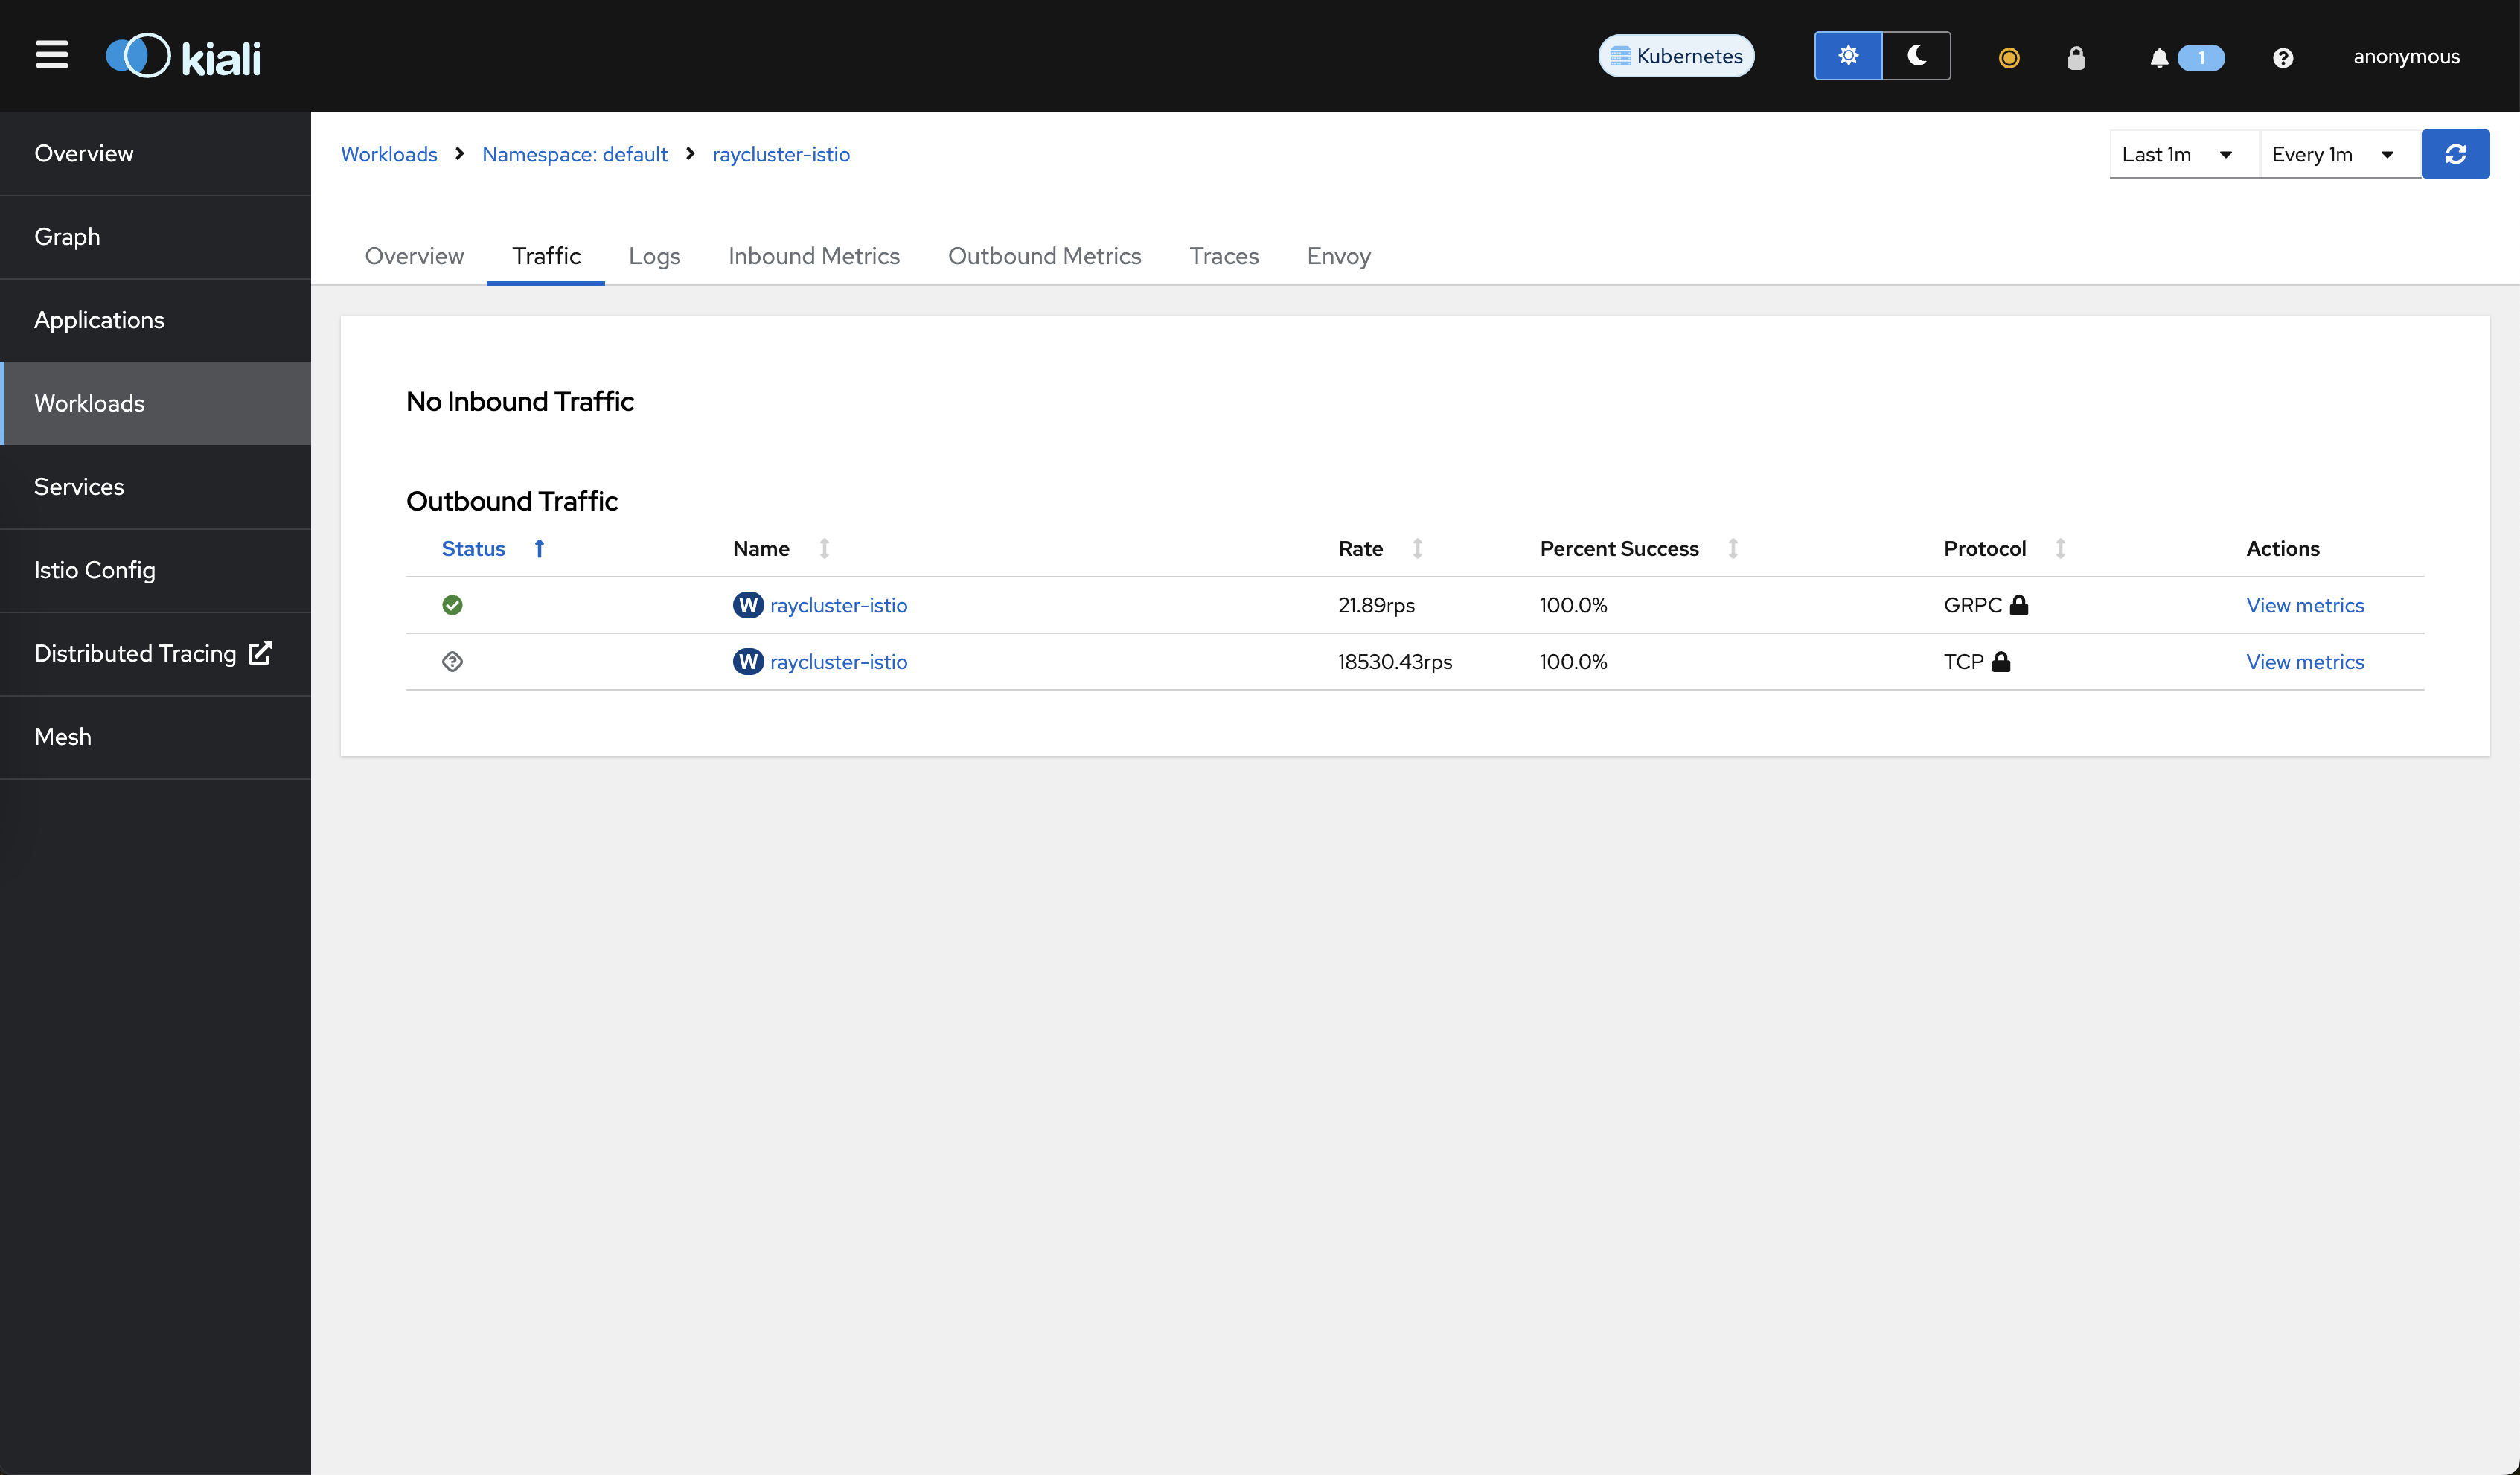 kiali Kubernetes 1 anonymous
Overview
Graph
Applications
Workloads
Services
Istio Config
Distributed Tracing
Mesh
Workloads Namespace: default raycluster-istio Last 1m Every 1m
Overview Traffic Logs Inbound Metrics Outbound Metrics Traces Envoy
No Inbound Traffic
Outbound Traffic
Status Name Rate Percent Success Protocol Actions
W raycluster-istio 21.89rps 100.0% GRPC View metrics
W raycluster-istio 18530.43rps 100.0% TCP View metrics